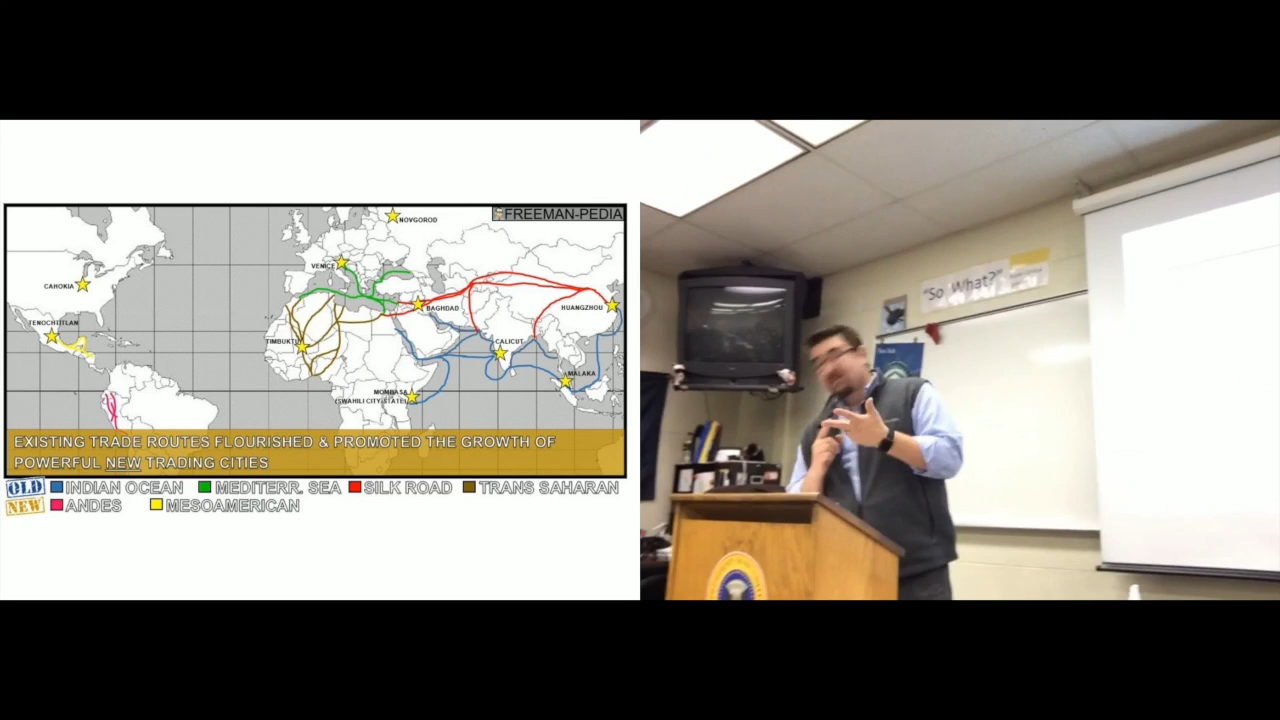 FREEMAN-PEDIA
NOVGOROD
VENICE
CAHOKIA
BAGHDAD
HUANGZHOU
TENOCHTITLAN
TIMBUKTU
CALICUT
MALAKA
MOMBASA
(SWAHILI CITY-STATE)
EXISTING TRADE ROUTES FLOURISHED & PROMOTED THE GROWTH OF
POWERFUL NEW TRADING CITIES
OLD INDIAN OCEAN MEDITERR. SEA SILK ROAD TRANS SAHARAN
NEW ANDES MESOAMERICAN
"So What?"